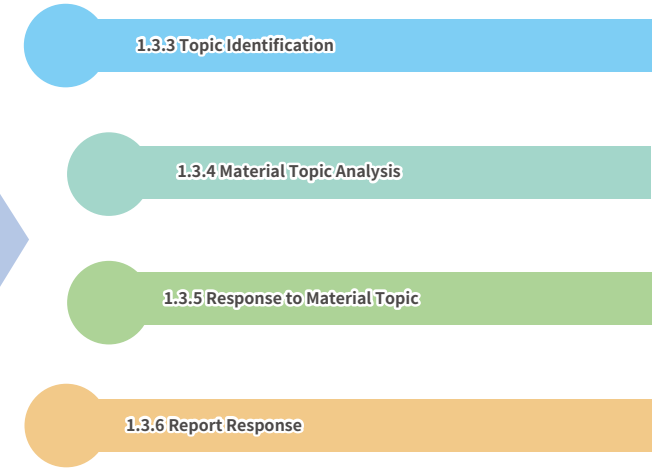 1.3.3 Topic Identification
1.3.4 Material Topic Analysis
1.3.5 Response to Material Topic
1.3.6 Report Response